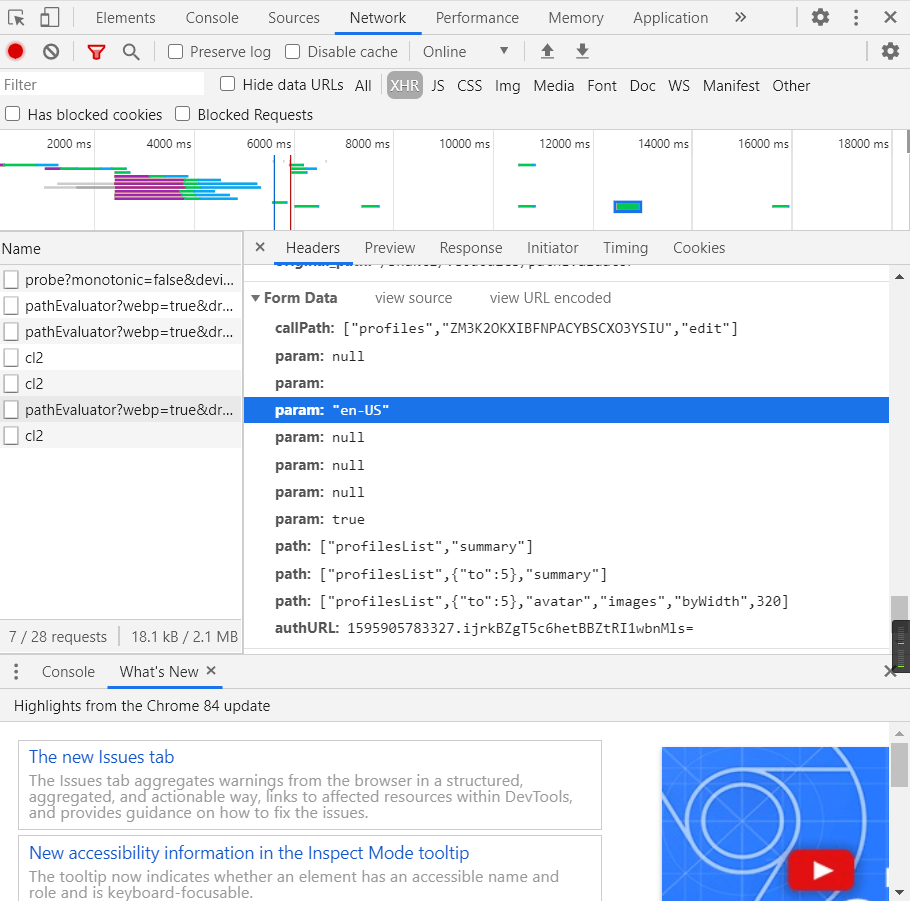 Elements Console Sources Network Performance Memory Application »
Preserve log Disable cache Online
Filter Hide data URLs All XHR JS CSS Img Media Font Doc WS Manifest Other
Has blocked cookies Blocked Requests
2000 ms 4000 ms 6000 ms 8000 ms 10000 ms 12000 ms 14000 ms 16000 ms 18000 ms
Name
probe?monotonic=false&devi...
pathEvaluator?webp=true&dr...
pathEvaluator?webp=true&dr...
cl2
cl2
pathEvaluator?webp=true&dr...
cl2
7 / 28 requests 18.1 kB / 2.1 MB
Headers Preview Response Initiator Timing Cookies
Form Data view source view URL encoded
callPath: ["profiles","ZM3K2OKXIBFNPACYBSCXO3YSIU","edit"]
param: null
param:
param: "en-US"
param: null
param: null
param: null
param: true
path: ["profilesList","summary"]
path: ["profilesList",{"to":5},"summary"]
path: ["profilesList",{"to":5},"avatar","images","byWidth",320]
authURL: 1595905783327.ijrkBZgT5c6hetBBZtRI1wbnMls=
Console What's New
Highlights from the Chrome 84 update
The new Issues tab
The Issues tab aggregates warnings from the browser in a structured,
aggregated, and actionable way, links to affected resources within DevTools,
and provides guidance on how to fix the issues.
New accessibility information in the Inspect Mode tooltip
The tooltip now indicates whether an element has an accessible name and
role and is keyboard-focusable.